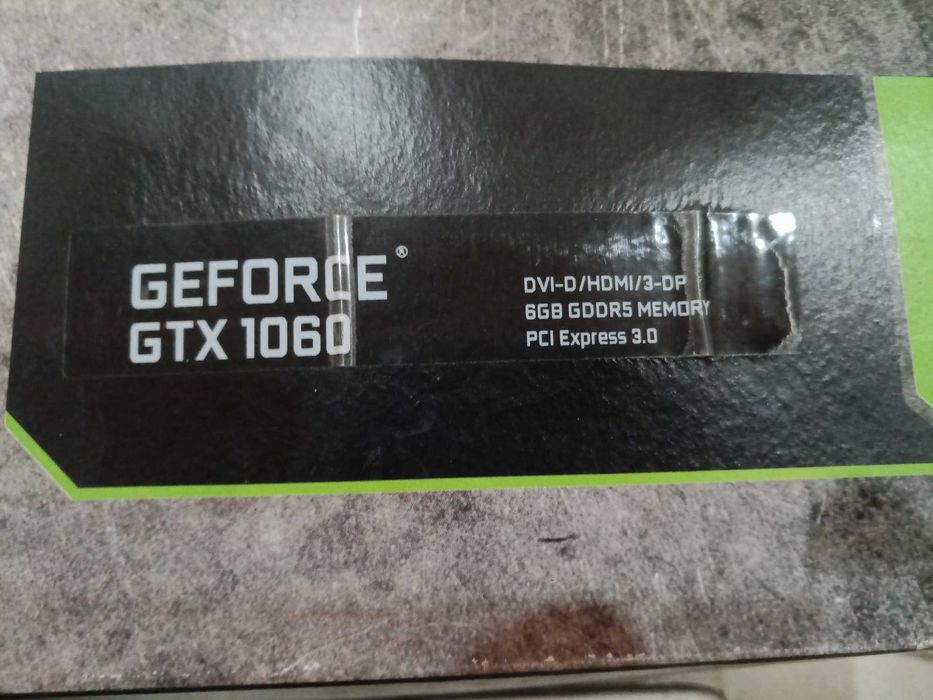 GEFORCE®
GTX 1060
DVI-D/HDMI/3-DP
6GB GDDR5 MEMORY
PCI Express 3.0